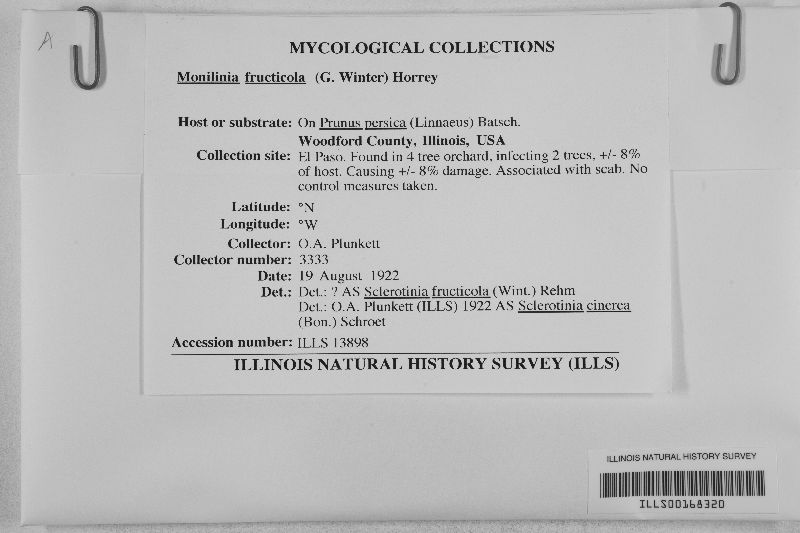 A
MYCOLOGICAL COLLECTIONS
Monilinia fructicola (G. Winter) Horrey
Host or substrate: On Prunus persica (Linnaeus) Batsch.
Woodford County, Illinois, USA
Collection site: El Paso. Found in 4 tree orchard, infecting 2 trees, +/- 8%
of host. Causing +/- 8% damage. Associated with scab. No
control measures taken.
Latitude: °N
Longitude: °W
Collector: O.A. Plunkett
Collector number: 3333
Date: 19 August 1922
Det.: Det.: ? AS Sclerotinia fructicola (Wint.) Rehm
Det.: O.A. Plunkett (ILLS) 1922 AS Sclerotinia cinerea
(Bon.) Schroet
Accession number: ILLS 13898
ILLINOIS NATURAL HISTORY SURVEY (ILLS)
ILLINOIS NATURAL HISTORY SURVEY
ILLS00168320